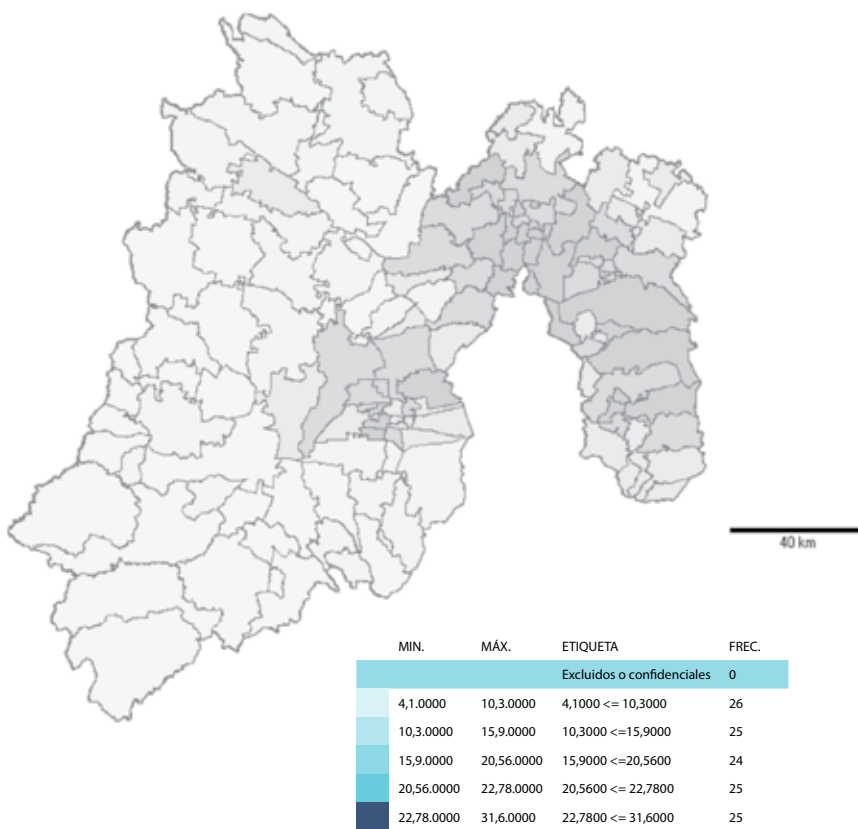 40 km
MIN. MÁX. ETIQUETA FREC.
Excluidos o confidenciales 0
4,1.0000 10,3.0000 4,1000 <= 10,3000 26
10,3.0000 15,9.0000 10,3000 <=15,9000 25
15,9.0000 20,56.0000 15,9000 <=20,5600 24
20,56.0000 22,78.0000 20,5600 <= 22,7800 25
22,78.0000 31,6.0000 22,7800 <= 31,6000 25